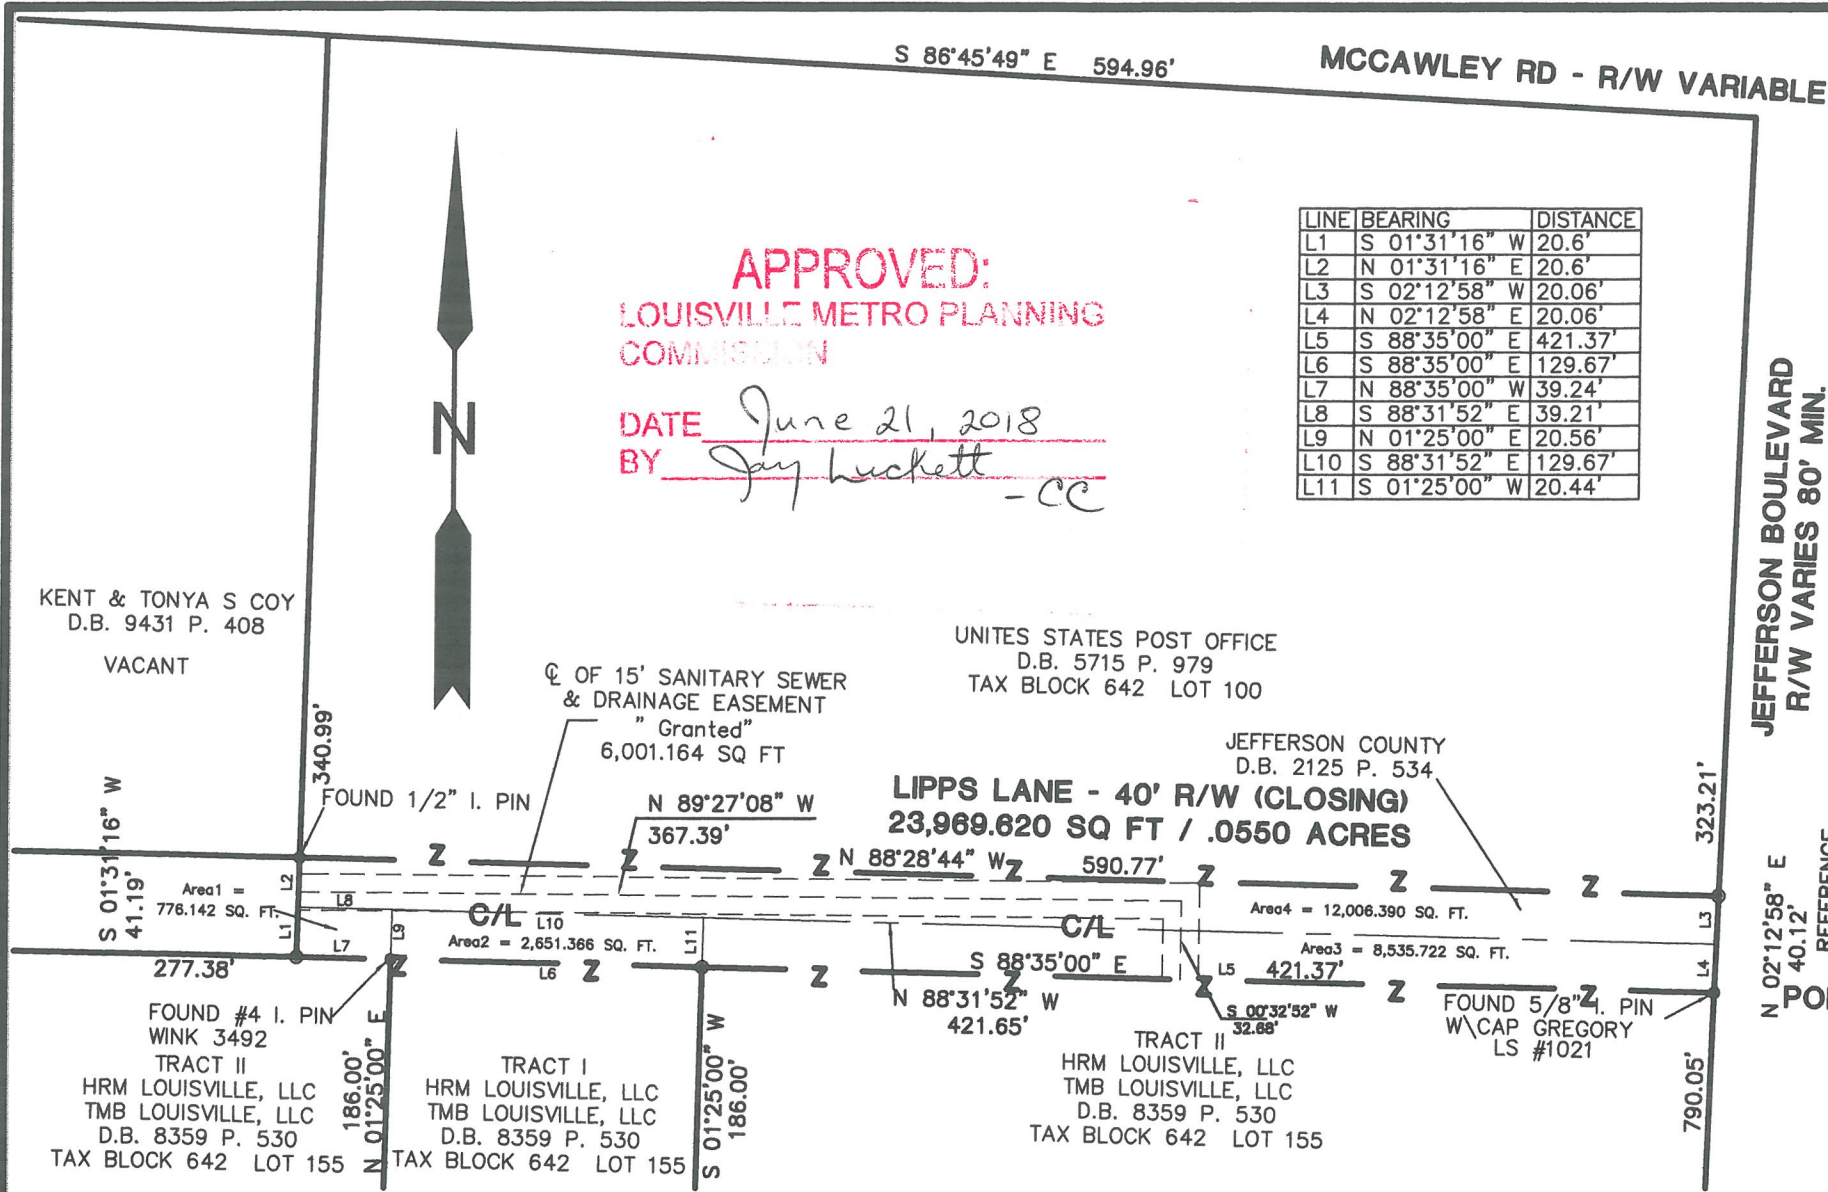 S 86°45'49" E 594.96'
MCCAWLEY RD - R/W VARIABLE
N
APPROVED:
LOUISVILLE METRO PLANNING
COMMISSION
DATE June 21, 2018
BY Jay Luckett
- CC
LINE BEARING DISTANCE
L1 S 01°31'16" W 20.6'
L2 N 01°31'16" E 20.6'
L3 S 02°12'58" W 20.06'
L4 N 02°12'58" E 20.06'
L5 S 88°35'00" E 421.37'
L6 S 88°35'00" E 129.67'
L7 N 88°35'00" W 39.24'
L8 S 88°31'52" E 39.21'
L9 N 01°25'00" E 20.56'
L10 S 88°31'52" E 129.67'
L11 S 01°25'00" W 20.44'
JEFFERSON BOULEVARD
R/W VARIES 80' MIN.
KENT & TONYA S COY
D.B. 9431 P. 408
VACANT
UNITES STATES POST OFFICE
D.B. 5715 P. 979
TAX BLOCK 642 LOT 100
℄ OF 15' SANITARY SEWER
& DRAINAGE EASEMENT
" Granted"
6,001.164 SQ FT
340.99'
JEFFERSON COUNTY
D.B. 2125 P. 534
323.21'
FOUND 1/2" I. PIN
N 89°27'08" W
367.39'
LIPPS LANE - 40' R/W (CLOSING)
23,969.620 SQ FT / .0550 ACRES
S 01°31'16" W
41.19'
Z Z Z N 88°28'44" W Z 590.77' Z Z Z
Area1 =
776.142 SQ. FT.
L2
L8
L1
L7
L9
C/L L10
Area2 = 2,651.366 SQ. FT.
L11
C/L
Area4 = 12,006.390 SQ. FT.
Area3 = 8,535.722 SQ. FT.
L3
L4
N 02°12'58" E
40.12'
REFERENCE
277.38'
Z L6 Z Z S 88°35'00" E Z Z L5 421.37' Z Z
N 88°31'52" W
421.65'
S 00°32'52" W
32.68'
FOUND #4 I. PIN
WINK 3492
FOUND 5/8" I. PIN
W\CAP GREGORY
LS #1021
TRACT II
HRM LOUISVILLE, LLC
TMB LOUISVILLE, LLC
D.B. 8359 P. 530
TAX BLOCK 642 LOT 155
186.00'
N 01°25'00" E
TRACT I
HRM LOUISVILLE, LLC
TMB LOUISVILLE, LLC
D.B. 8359 P. 530
TAX BLOCK 642 LOT 155
S 01°25'00" W
186.00'
TRACT II
HRM LOUISVILLE, LLC
TMB LOUISVILLE, LLC
D.B. 8359 P. 530
TAX BLOCK 642 LOT 155
790.05'